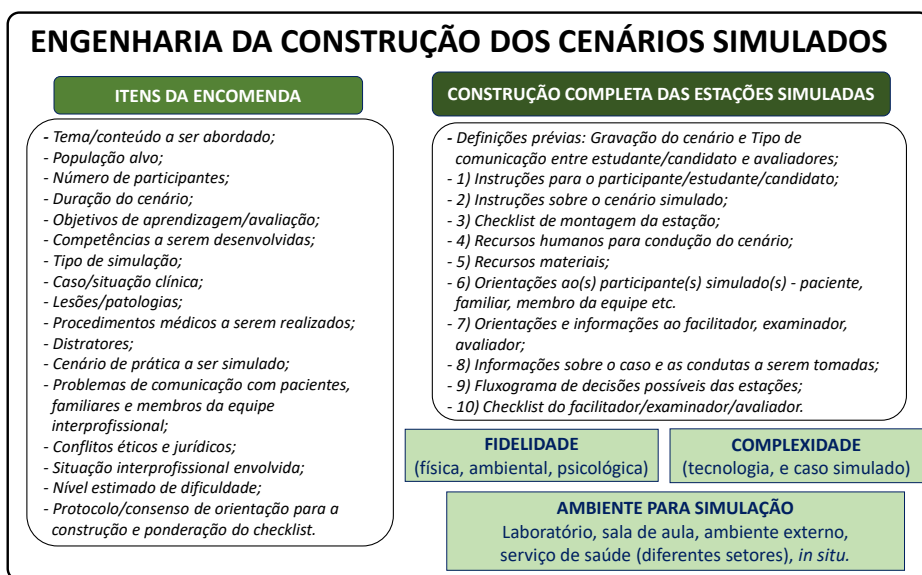 ENGENHARIA DA CONSTRUÇÃO DOS CENÁRIOS SIMULADOS
ITENS DA ENCOMENDA
- Tema/conteúdo a ser abordado;
- População alvo;
- Número de participantes;
- Duração do cenário;
- Objetivos de aprendizagem/avaliação;
- Competências a serem desenvolvidas;
- Tipo de simulação;
- Caso/situação clínica;
- Lesões/patologias;
- Procedimentos médicos a serem realizados;
- Distratores;
- Cenário de prática a ser simulado;
- Problemas de comunicação com pacientes,
familiares e membros da equipe
interprofissional;
- Conflitos éticos e jurídicos;
- Situação interprofissional envolvida;
- Nível estimado de dificuldade;
- Protocolo/consenso de orientação para a
construção e ponderação do checklist.
CONSTRUÇÃO COMPLETA DAS ESTAÇÕES SIMULADAS
- Definições prévias: Gravação do cenário e Tipo de
comunicação entre estudante/candidato e avaliadores;
- 1) Instruções para o participante/estudante/candidato;
- 2) Instruções sobre o cenário simulado;
- 3) Checklist de montagem da estação;
- 4) Recursos humanos para condução do cenário;
- 5) Recursos materiais;
- 6) Orientações ao(s) participante(s) simulado(s) - paciente,
familiar, membro da equipe etc.
- 7) Orientações e informações ao facilitador, examinador,
avaliador;
- 8) Informações sobre o caso e as condutas a serem tomadas;
- 9) Fluxograma de decisões possíveis das estações;
- 10) Checklist do facilitador/examinador/avaliador.
FIDELIDADE
(física, ambiental, psicológica)
COMPLEXIDADE
(tecnologia, e caso simulado)
AMBIENTE PARA SIMULAÇÃO
Laboratório, sala de aula, ambiente externo,
serviço de saúde (diferentes setores), in situ.